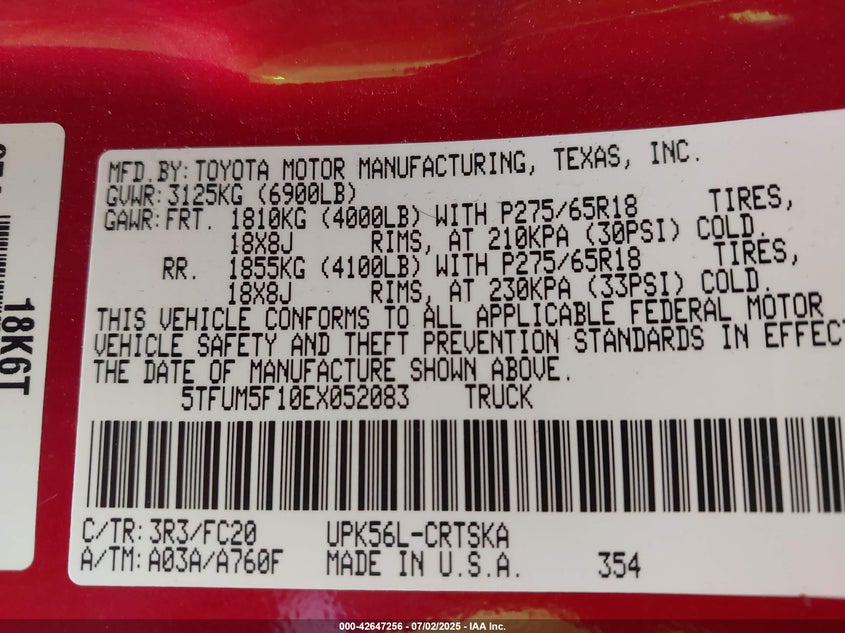 MFD.BY: TOYOTA MOTOR MANUFACTURING, TEXAS, INC.
GVWR: 3125KG (6900LB)
GAWR: FRT. 1810KG (4000LB) WITH P275/65R18 TIRES,
18X8J RIMS, AT 210KPA (30PSI) COLD.
RR. 1855KG (4100LB) WITH P275/65R18 TIRES,
18X8J RIMS, AT 230KPA (33PSI) COLD.
THIS VEHICLE CONFORMS TO ALL APPLICABLE FEDERAL MOTOR
VEHICLE SAFETY AND THEFT PREVENTION STANDARDS IN EFFECT
THE DATE OF MANUFACTURE SHOWN ABOVE.
5TFUM5F10EX052083 TRUCK
C/TR: 3R3/FC20 UPK56L-CRTSKA
A/TM: A03A/A760F MADE IN U.S.A. 354
18K6T
000-42647256 - 07/02/2025 - IAA Inc.